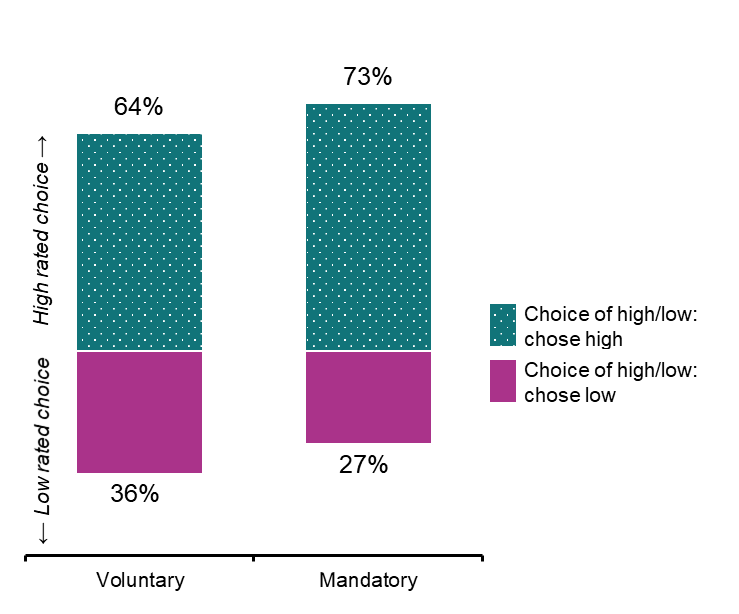 73%
64%
High rated choice →
Choice of high/low:
chose high
Choice of high/low:
chose low
← Low rated choice
27%
36%
Voluntary
Mandatory